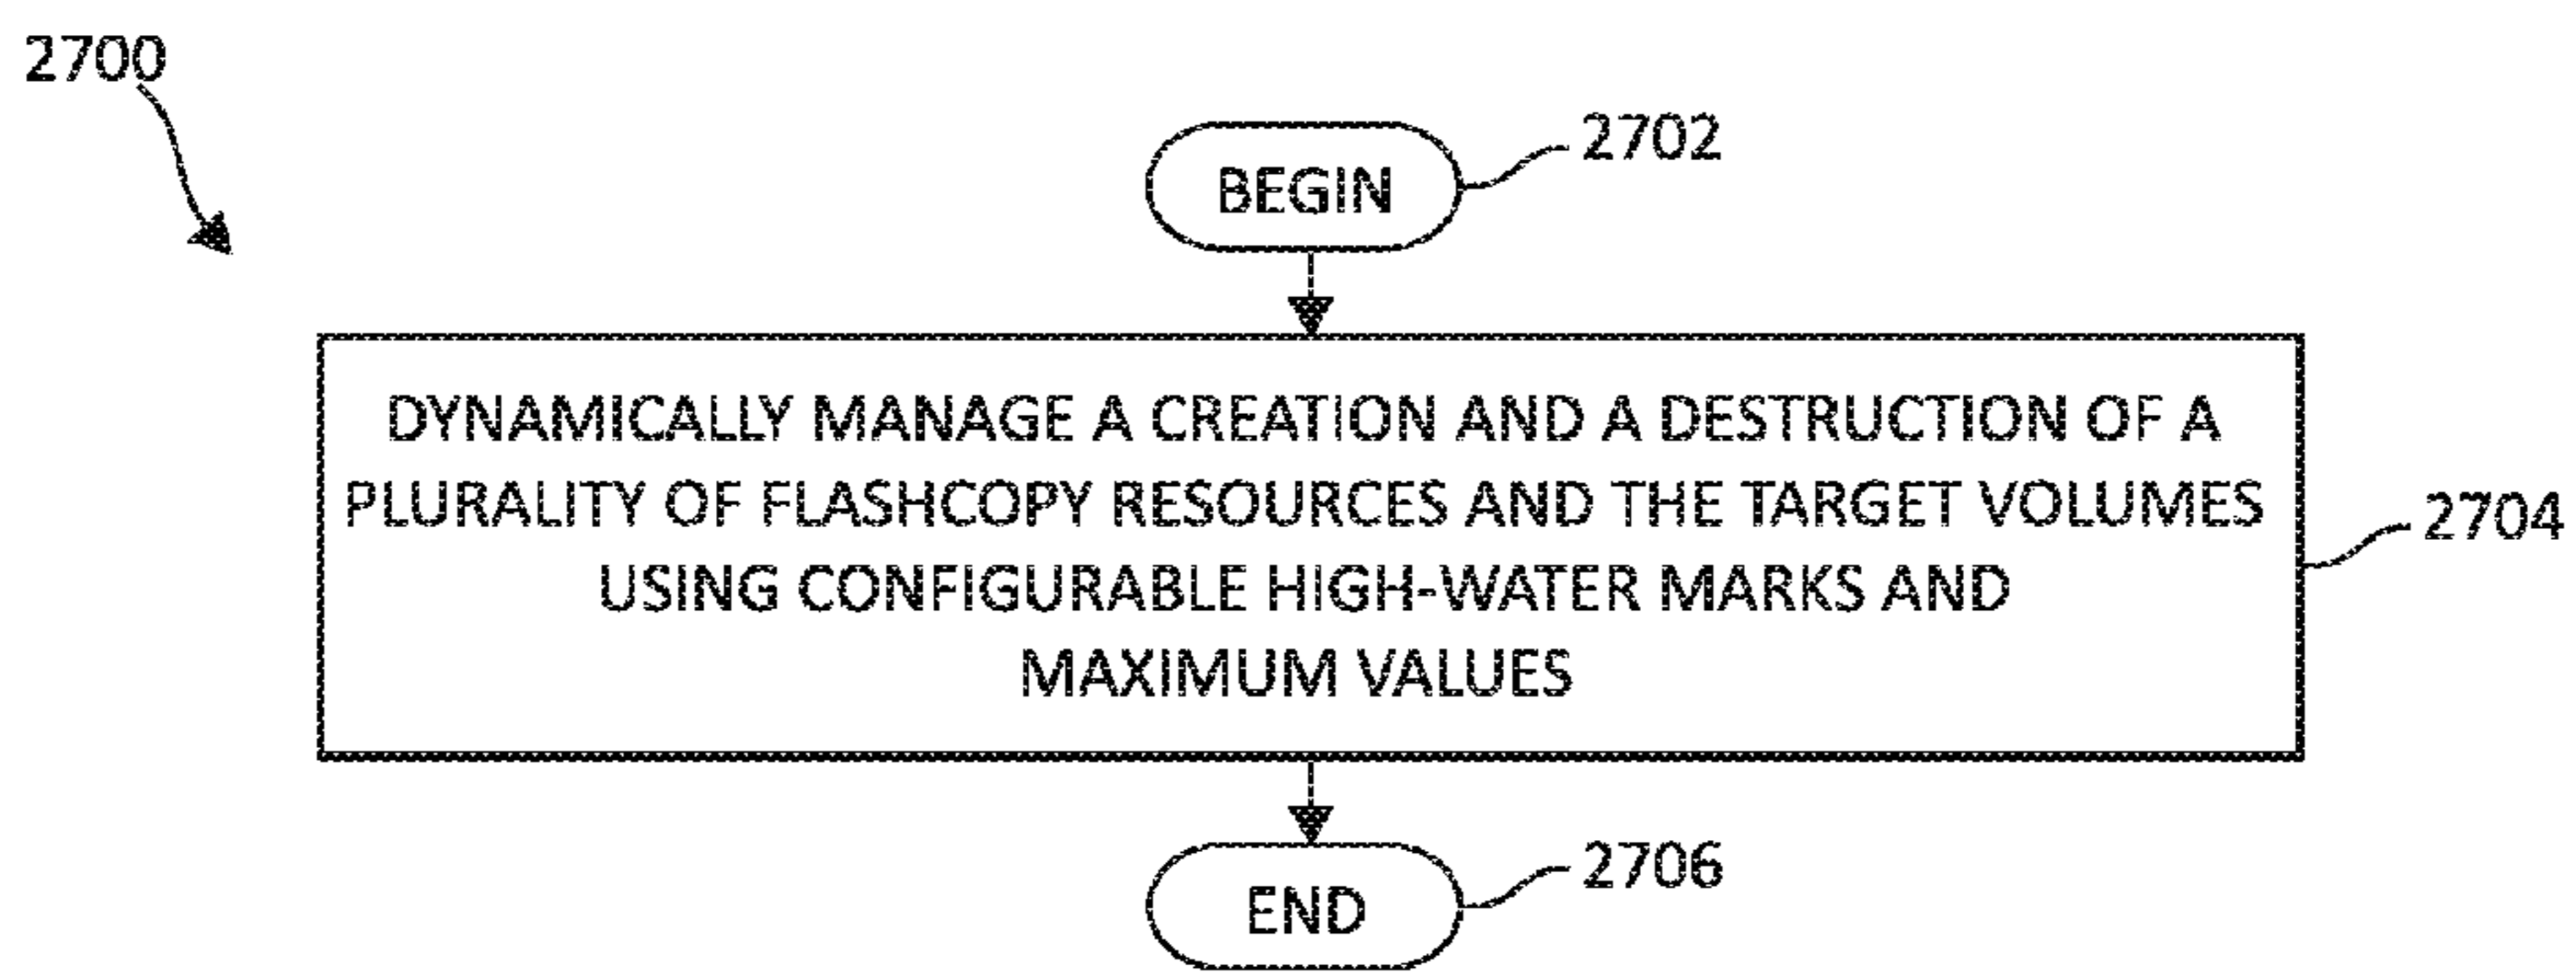 2700
2702
BEGIN
DYNAMICALLY MANAGE A CREATION AND A DESTRUCTION OF A
PLURALITY OF FLASHCOPY RESOURCES AND THE TARGET VOLUMES
USING CONFIGURABLE HIGH-WATER MARKS AND
MAXIMUM VALUES
2704
2706
END